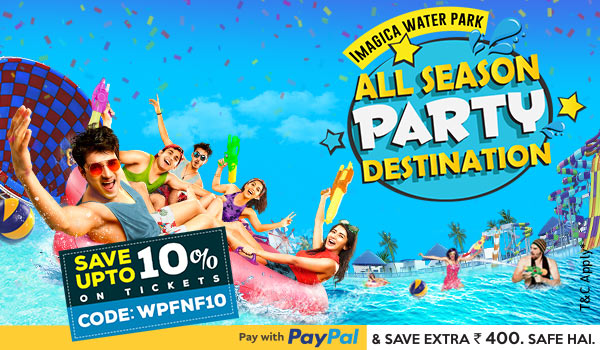 IMAGICA WATER PARK
ALL SEASON
PARTY
DESTINATION
SAVE
UPTO 10%
ON TICKETS
CODE: WPFNF10
T&C Apply*
Pay with PayPal & SAVE EXTRA ₹ 400. SAFE HAI.